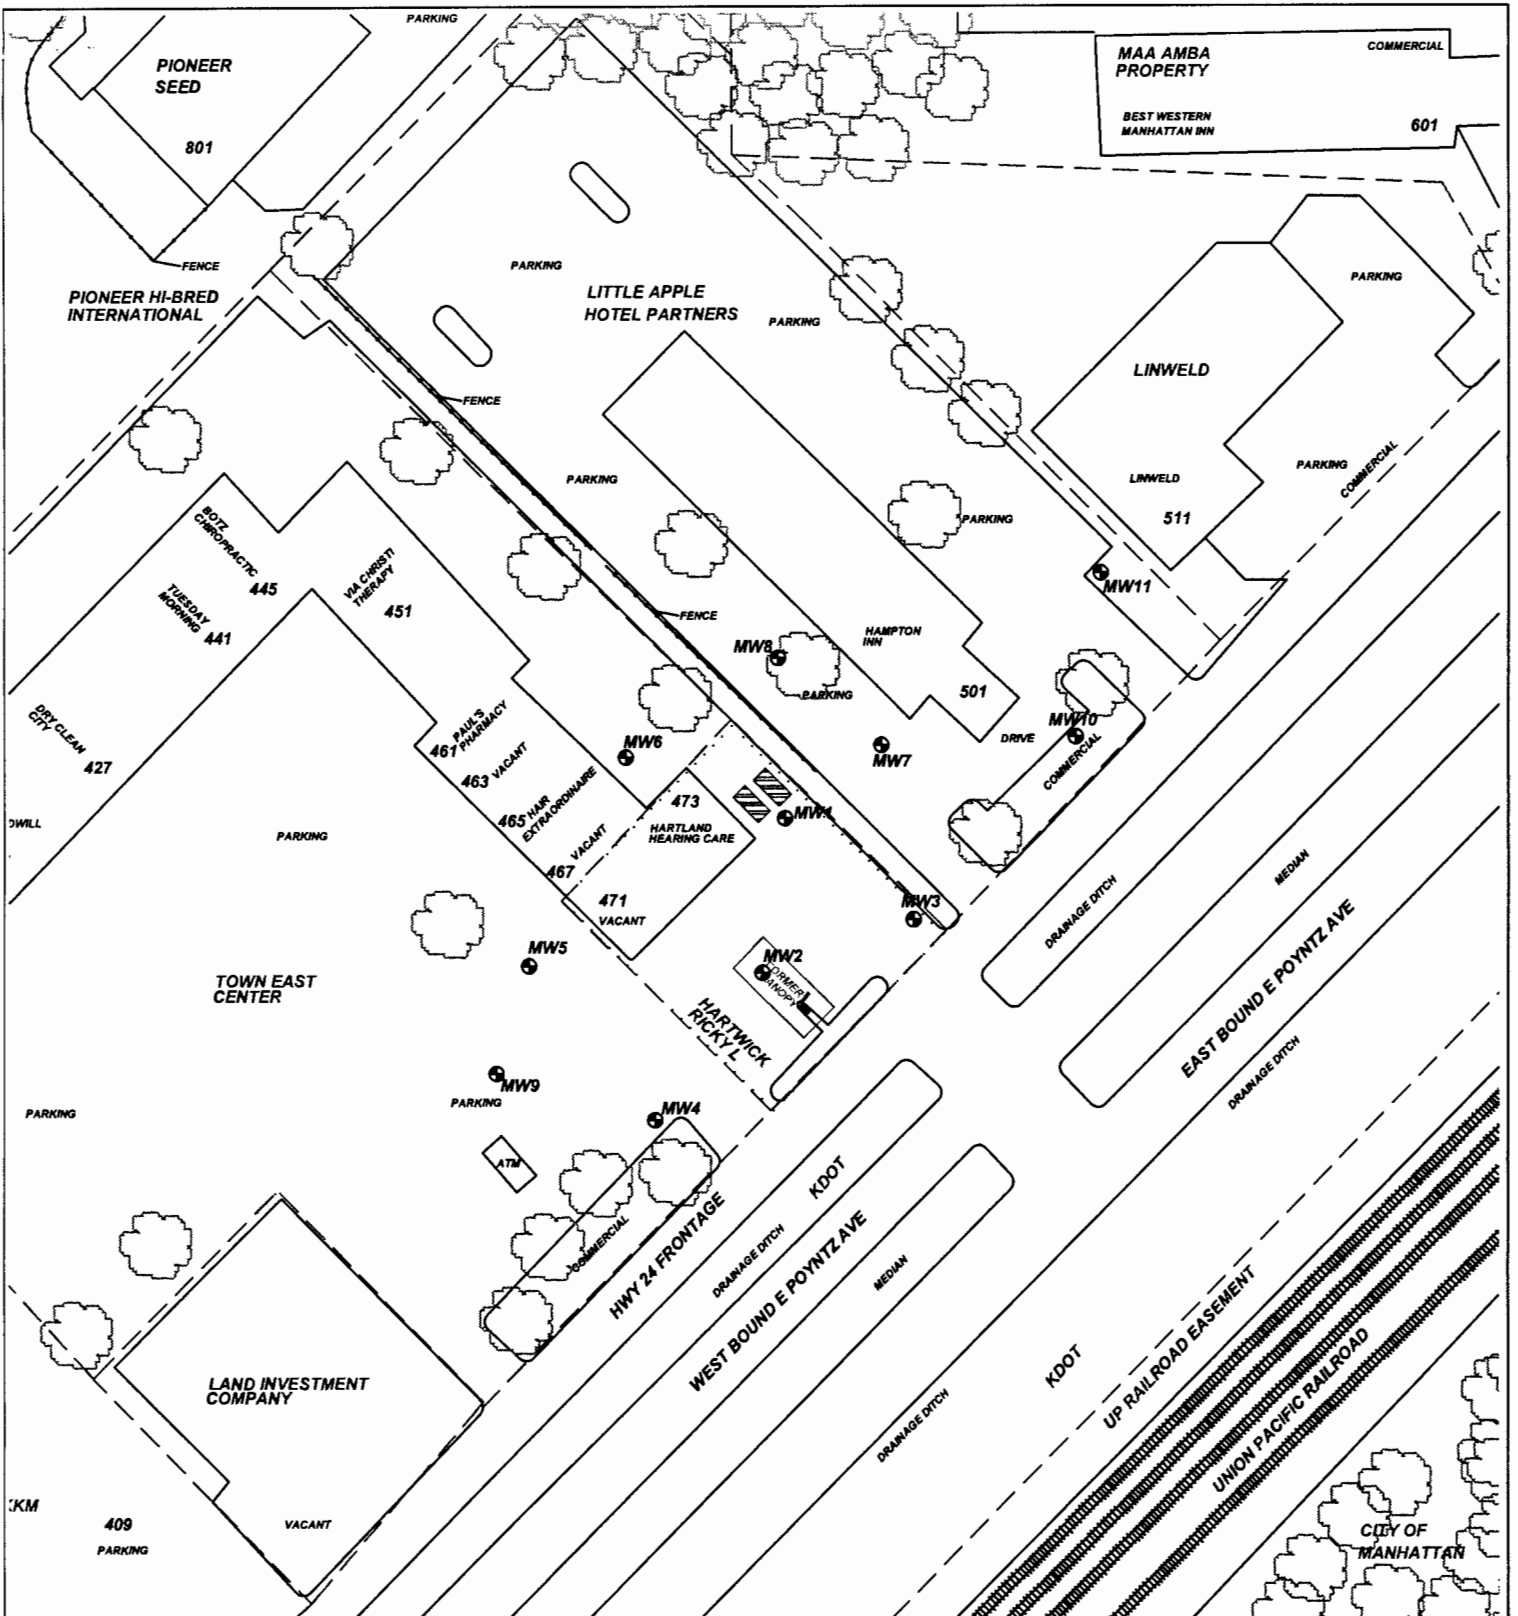 PARKING
PIONEER
SEED
801
MAA AMBA
PROPERTY
COMMERCIAL
BEST WESTERN
MANHATTAN INN
601
FENCE
PIONEER HI-BRED
INTERNATIONAL
PARKING
LITTLE APPLE
HOTEL PARTNERS
PARKING
PARKING
LINWELD
FENCE
PARKING
PARKING
LINWELD
511
PARKING
COMMERCIAL
BOTZ
CHIROPRACTIC
445
TUESDAY
MORNING
441
VIA CHRISTI
THERAPY
451
MW11
FENCE
HAMPTON
INN
MW8
PARKING
501
DRY CLEAN
CITY
427
461
PAUL'S
PHARMACY
463
VACANT
465
HAIR
EXTRAORDINAIRE
467
VACANT
MW6
MW7
DRIVE
MW10
COMMERCIAL
473
HARTLAND
HEARING CARE
MW1
471
VACANT
PARKING
MW3
MW5
MW2
FORMER
CANOPY
TOWN EAST
CENTER
HARTWICK
RICKY L
DRAINAGE DITCH
MEDIAN
EAST BOUND E POYNTZ AVE
DRAINAGE DITCH
MW9
PARKING
PARKING
MW4
ATM
COMMERCIAL
HWY 24 FRONTAGE
KDOT
DRAINAGE DITCH
WEST BOUND E POYNTZ AVE
MEDIAN
LAND INVESTMENT
COMPANY
DRAINAGE DITCH
KDOT
UP RAILROAD EASEMENT
UNION PACIFIC RAILROAD
409
PARKING
VACANT
CITY OF
MANHATTAN